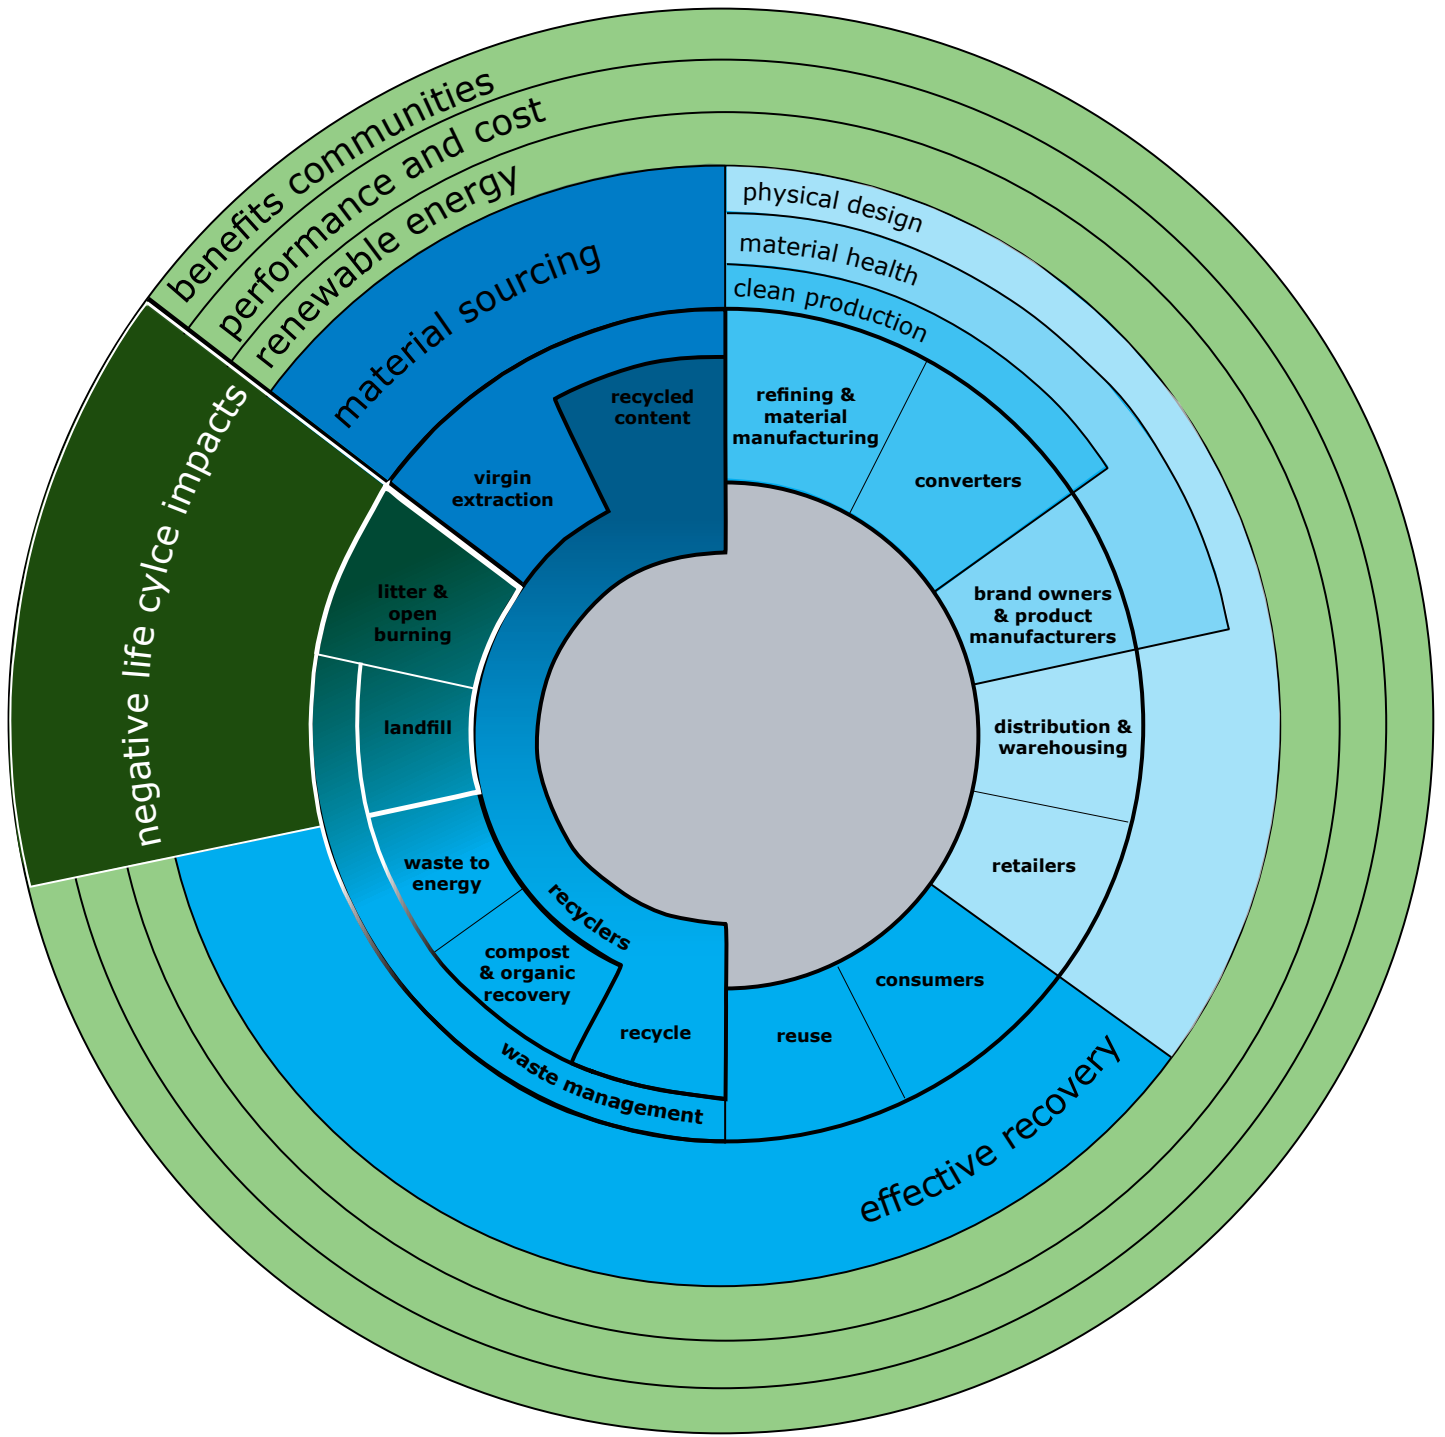 benefits communities
performance and cost
renewable energy
material sourcing
physical design
material health
clean production
recycled
content
refining &
material
manufacturing
virgin
extraction
converters
negative life cylce impacts
litter &
open
burning
brand owners
& product
manufacturers
landfill
distribution &
warehousing
waste to
energy
retailers
recyclers
compost
& organic
recovery
consumers
recycle
reuse
waste management
effective recovery